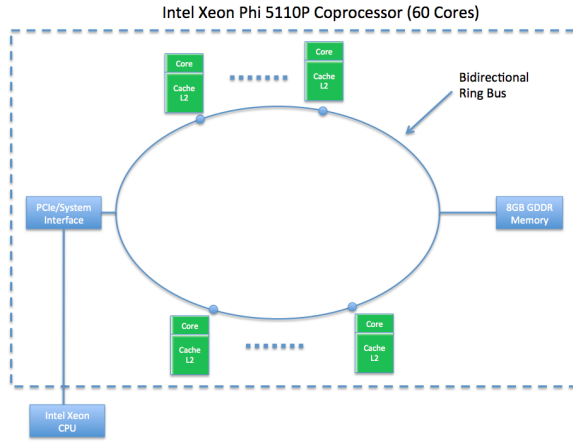 Intel Xeon Phi 5110P Coprocessor (60 Cores)
Core
Cache
L2
Core
Cache
L2
Bidirectional
Ring Bus
PCIe/System
Interface
8GB GDDR
Memory
Core
Cache
L2
Core
Cache
L2
Intel Xeon
CPU